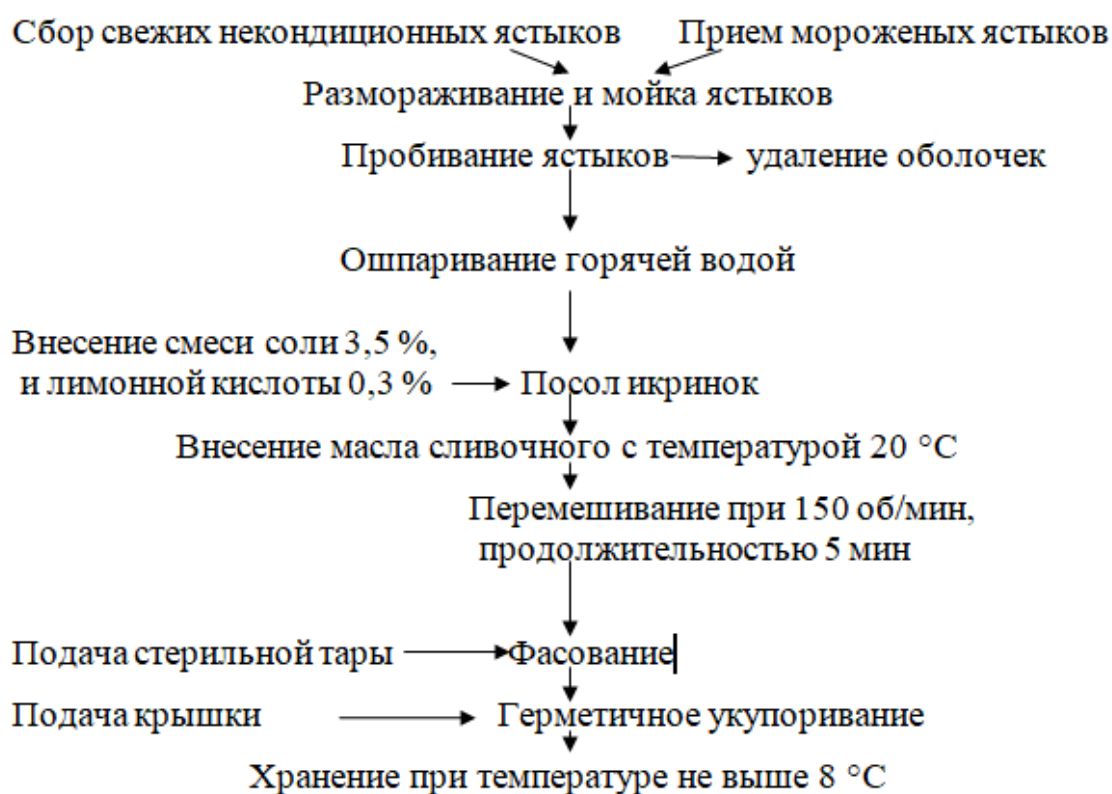 Сбор свежих некондиционных ястыков Прием мороженых ястыков
Размораживание и мойка ястыков
Пробивание ястыков удаление оболочек
Ошпаривание горячей водой
Внесение смеси соли 3,5 %,
и лимонной кислоты 0,3 % Посол икринок
Внесение масла сливочного с температурой 20 °С
Перемешивание при 150 об/мин,
продолжительностью 5 мин
Подача стерильной тары Фасование
Подача крышки Герметичное укупоривание
Хранение при температуре не выше 8 °С